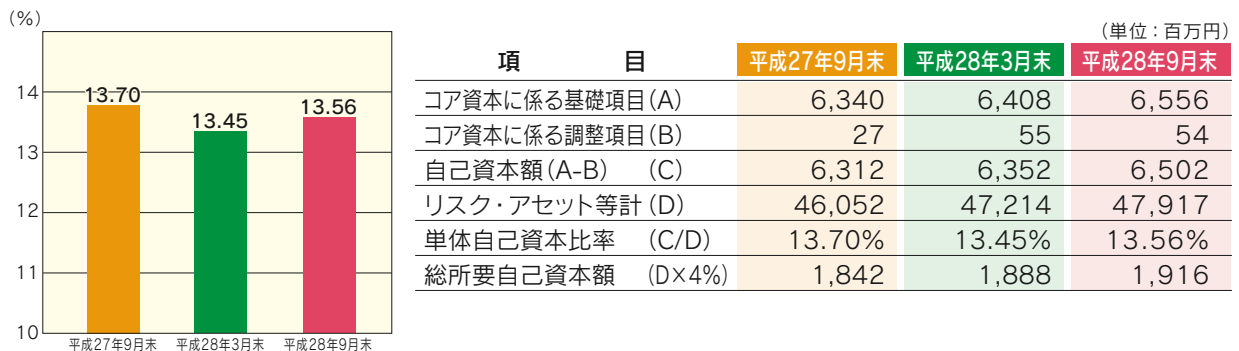 (%)
14
13
12
11
10
13.70
13.45
13.56
平成27年9月末 平成28年3月末 平成28年9月末
(単位:百万円)
項 目 平成27年9月末 平成28年3月末 平成28年9月末
コア資本に係る基礎項目(A) 6,340 6,408 6,556
コア資本に係る調整項目(B) 27 55 54
自己資本額(A-B) (C) 6,312 6,352 6,502
リスク・アセット等計(D) 46,052 47,214 47,917
単体自己資本比率 (C/D) 13.70% 13.45% 13.56%
総所要自己資本額 (D×4%) 1,842 1,888 1,916